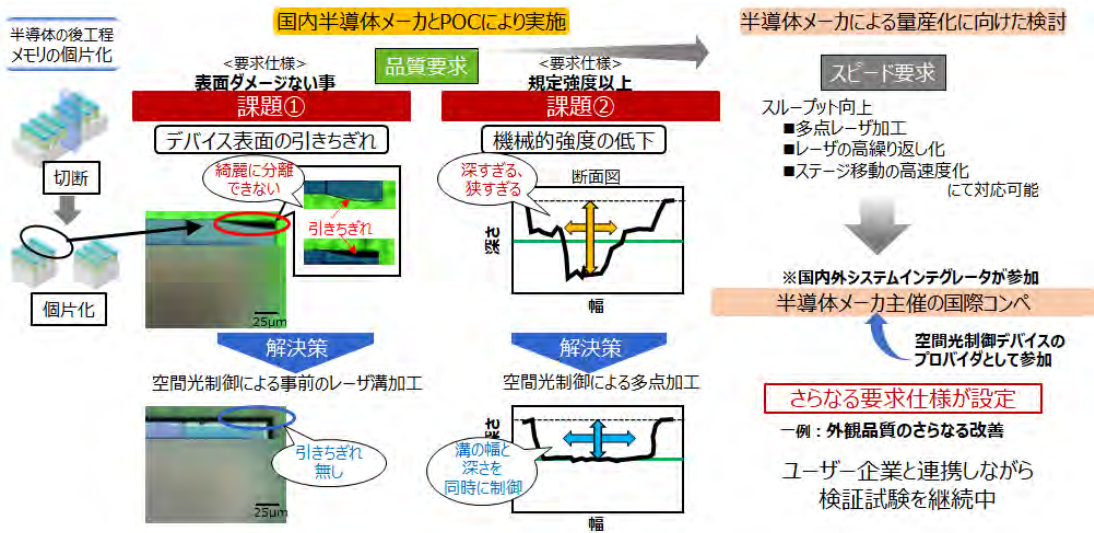 国内半導体メーカとPOCにより実施
半導体メーカによる量産化に向けた検討
半導体の後工程
メモリの個片化
切断
個片化
品質要求
<要求仕様>
表面ダメージない事
課題①
デバイス表面の引きちぎれ
綺麗に分離
できない
引きちぎれ
25μm
解決策
空間光制御による事前のレーザ溝加工
引きちぎれ
無し
25μm
<要求仕様>
規定強度以上
課題②
機械的強度の低下
深すぎる、
狭すぎる
断面図
深さ
幅
解決策
空間光制御による多点加工
深さ
溝の幅と
深さを
同時に制御
幅
スピード要求
スループット向上
■多点レーザ加工
■レーザの高繰り返し化
■ステージ移動の高速度化
にて対応可能
※国内外システムインテグレータが参加
半導体メーカ主催の国際コンペ
空間光制御デバイスの
プロバイダとして参加
さらなる要求仕様が設定
一例：外観品質のさらなる改善
ユーザー企業と連携しながら
検証試験を継続中